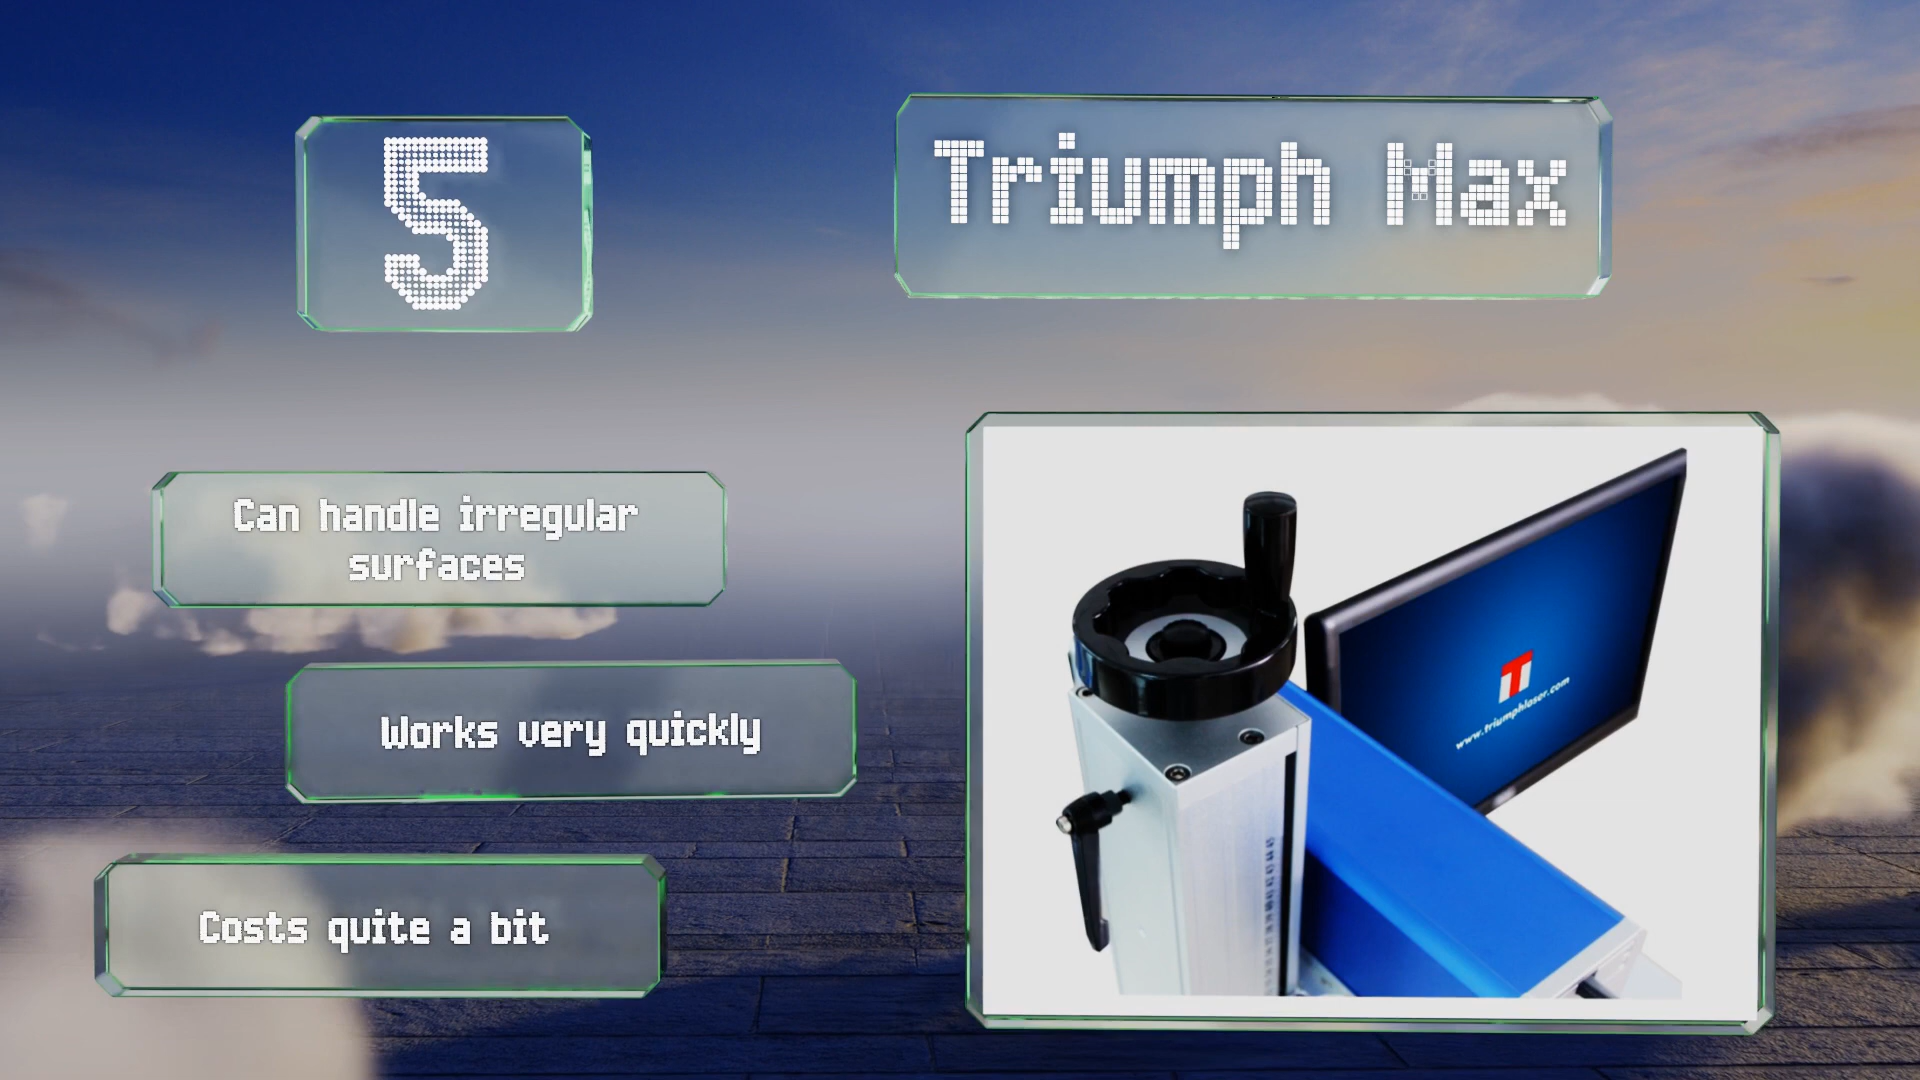 5
Triumph Max
Can handle irregular
surfaces
Works very quickly
Costs quite a bit
T
www.triumphlaser.com